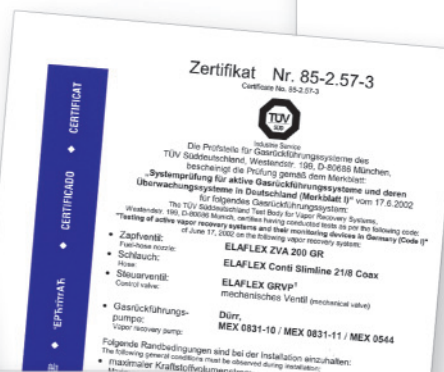 Zertifikat Nr. 85-2.57-3
Certificate No. 85-2.57-3
TÜV
SÜD
Industrie Service
Die Prüfstelle für Gasrückführungssysteme des
TÜV Süddeutschland, Westendstr. 199, D-80686 München,
bescheinigt die Prüfung gemäß dem Merkblatt:
„Systemprüfung für aktive Gasrückführungssysteme und deren
Überwachungssysteme in Deutschland (Merkblatt I)“ vom 17.6.2002
für folgendes Gasrückführungssystem:
The TÜV Süddeutschland Test Body for Vapor Recovery Systems,
Westendstr. 199, D-80686 Munich, certifies having conducted tests as per the following code:
"Testing of active vapor recovery systems and their monitoring devices in Germany (Code I)"
of June 17, 2002 on the following vapor recovery system:
• Zapfventil: ELAFLEX ZVA 200 GR
Fuel-hose nozzle:
• Schlauch: ELAFLEX Conti Slimline 21/8 Coax
Hose:
• Steuerventil: ELAFLEX GRVP¹
Control valve: mechanisches Ventil (mechanical valve)
• Gasrückführungs-
pumpe: Dürr,
Vapor recovery pump: MEX 0831-10 / MEX 0831-11 / MEX 0544
Folgende Randbedingungen sind bei der Installation einzuhalten:
The following general conditions must be observed during installation:
• maximaler
CERTIFICADO ◆ CERTIFICAT